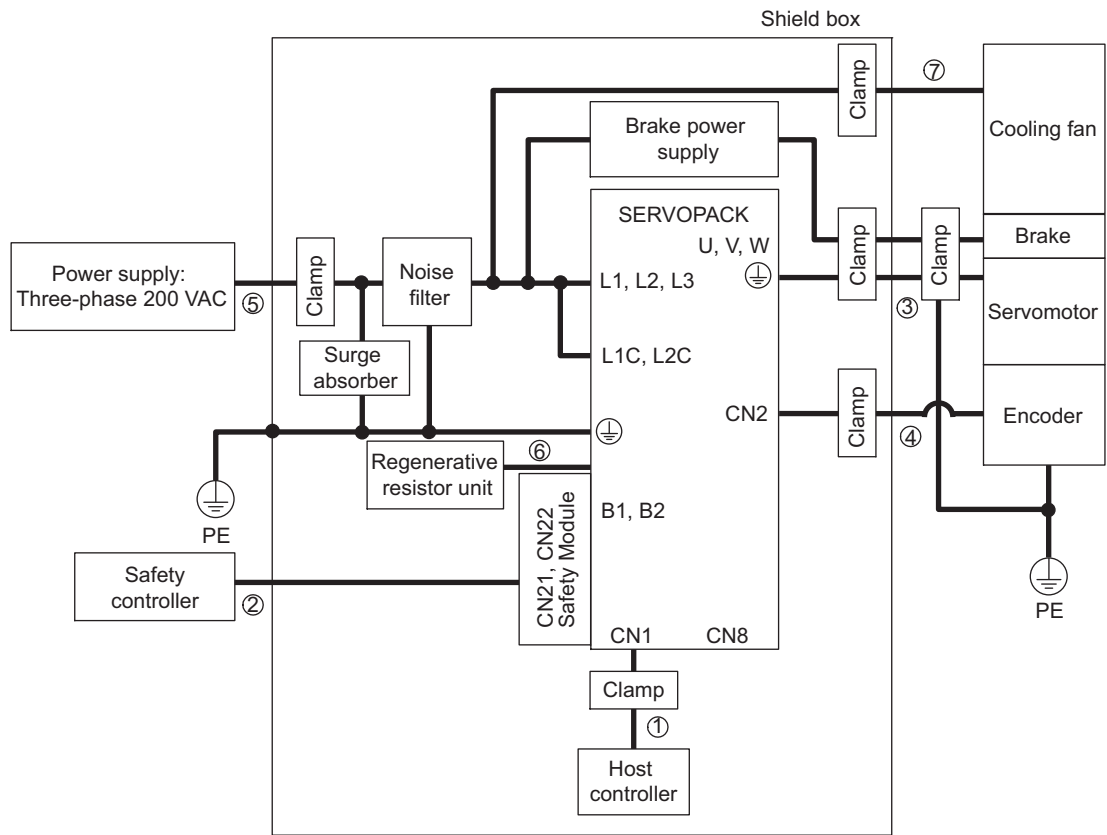 Shield box
Clamp
⑦
Cooling fan
Brake power
supply
SERVOPACK
U, V, W
Clamp
Clamp
Brake
Power supply:
Three-phase 200 VAC
⑤
Clamp
Noise
filter
L1, L2, L3
③
Servomotor
Surge
absorber
L1C, L2C
CN2
Clamp
④
Encoder
⑥
Regenerative
resistor unit
PE
B1, B2
CN21, CN22
Safety Module
Safety
controller
②
PE
CN1
CN8
Clamp
①
Host
controller